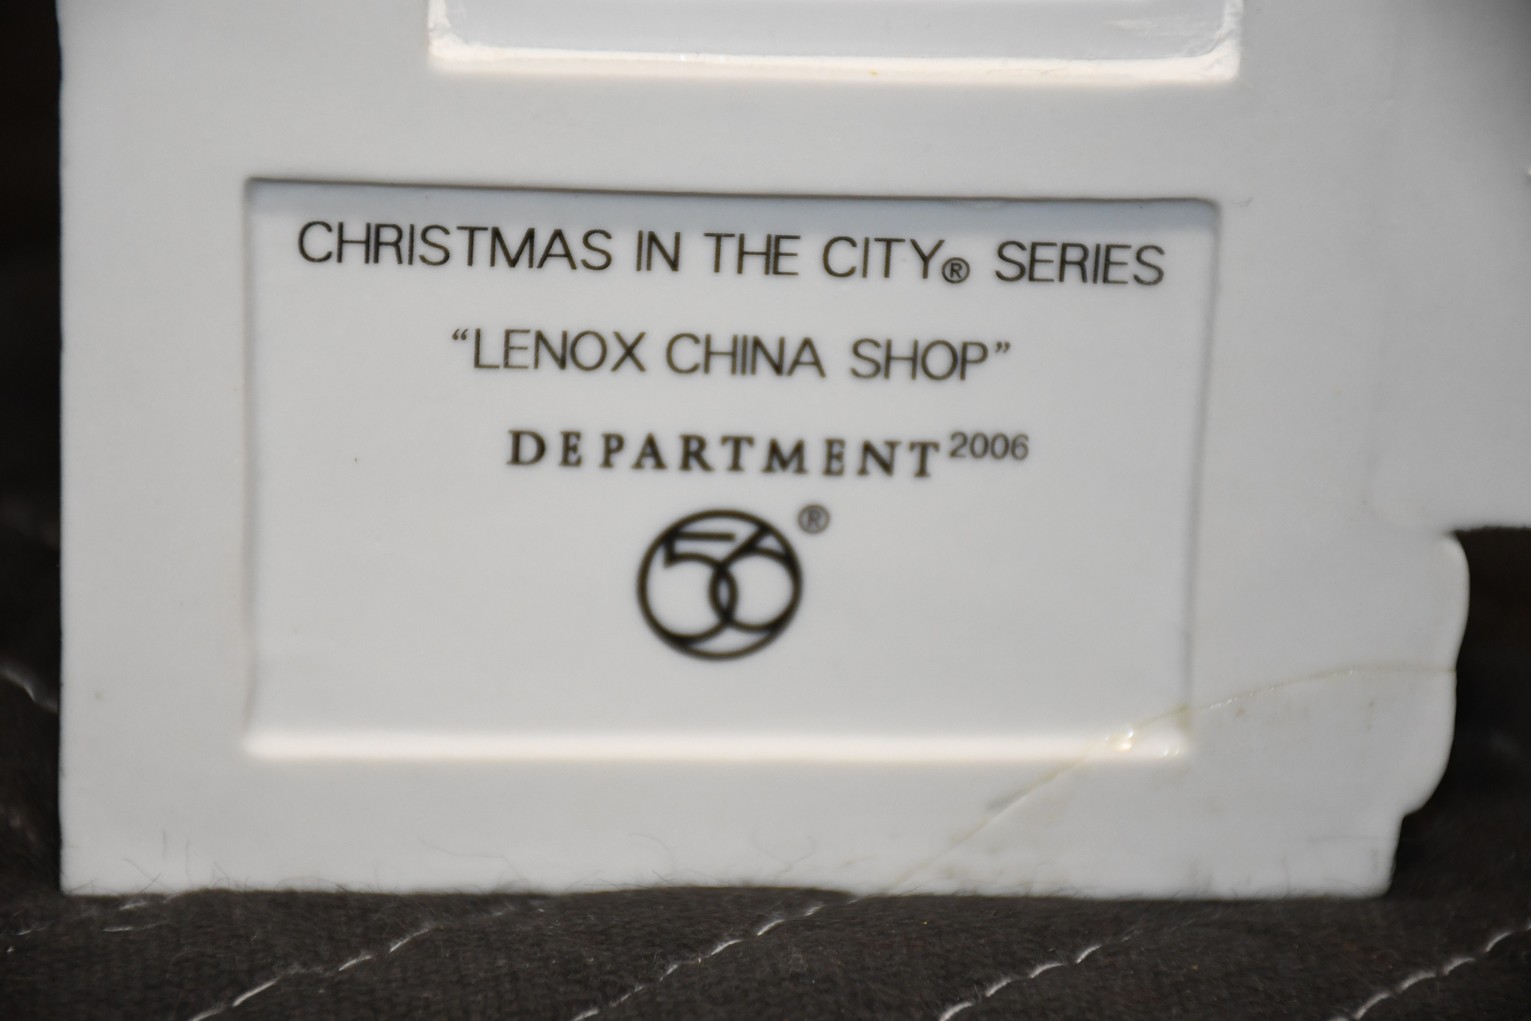 CHRISTMAS IN THE CITY® SERIES
“LENOX CHINA SHOP”
DEPARTMENT 2006
56®